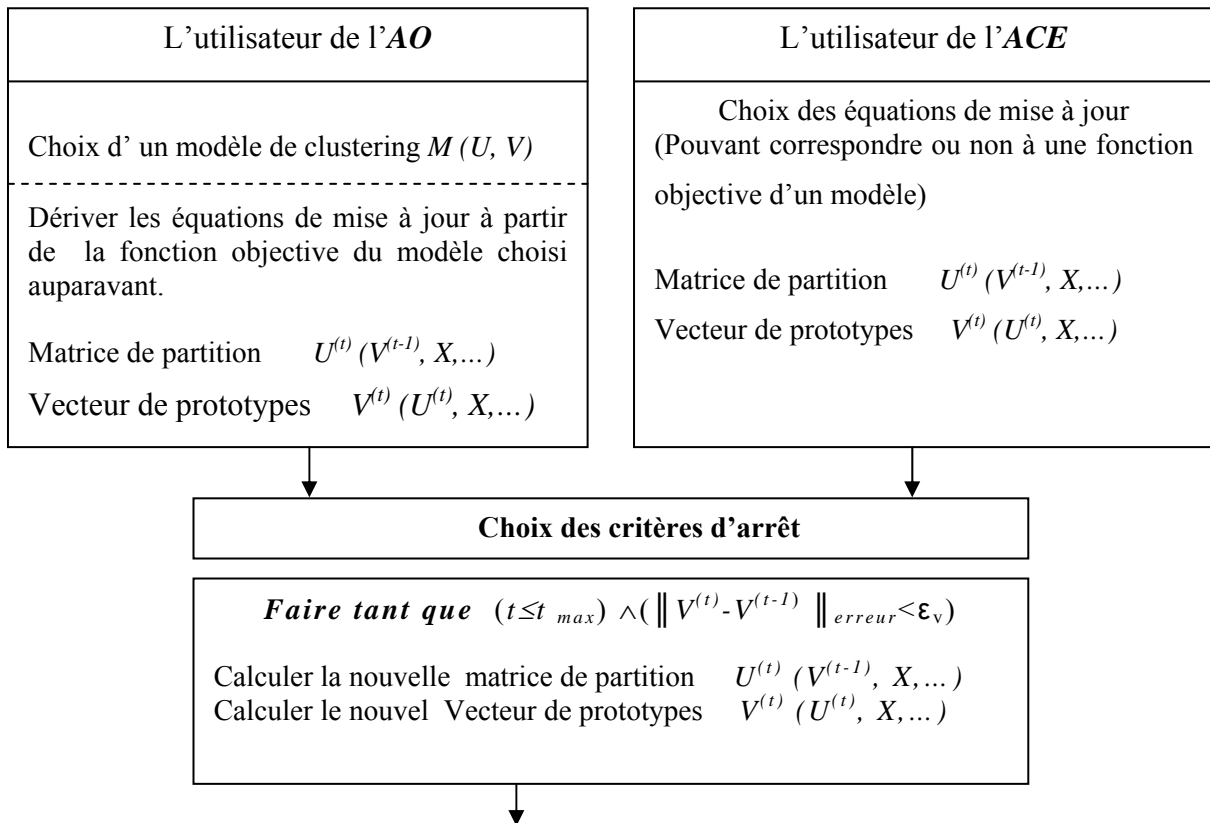 L'utilisateur de l'AO
Choix d' un modèle de clustering M (U, V)
Dériver les équations de mise à jour à partir
de la fonction objective du modèle choisi
auparavant.
Matrice de partition U^(t) (V^(t-1), X,…)
Vecteur de prototypes V^(t) (U^(t), X,…)
L'utilisateur de l'ACE
Choix des équations de mise à jour
(Pouvant correspondre ou non à une fonction
objective d'un modèle)
Matrice de partition U^(t) (V^(t-1), X,…)
Vecteur de prototypes V^(t) (U^(t), X,…)
Choix des critères d'arrêt
Faire tant que (t≤t max) ∧(‖ V^(t)-V^(t-1) ‖ erreur<ε_v)
Calculer la nouvelle matrice de partition U^(t) (V^(t-1), X,…)
Calculer le nouvel Vecteur de prototypes V^(t) (U^(t), X,…)